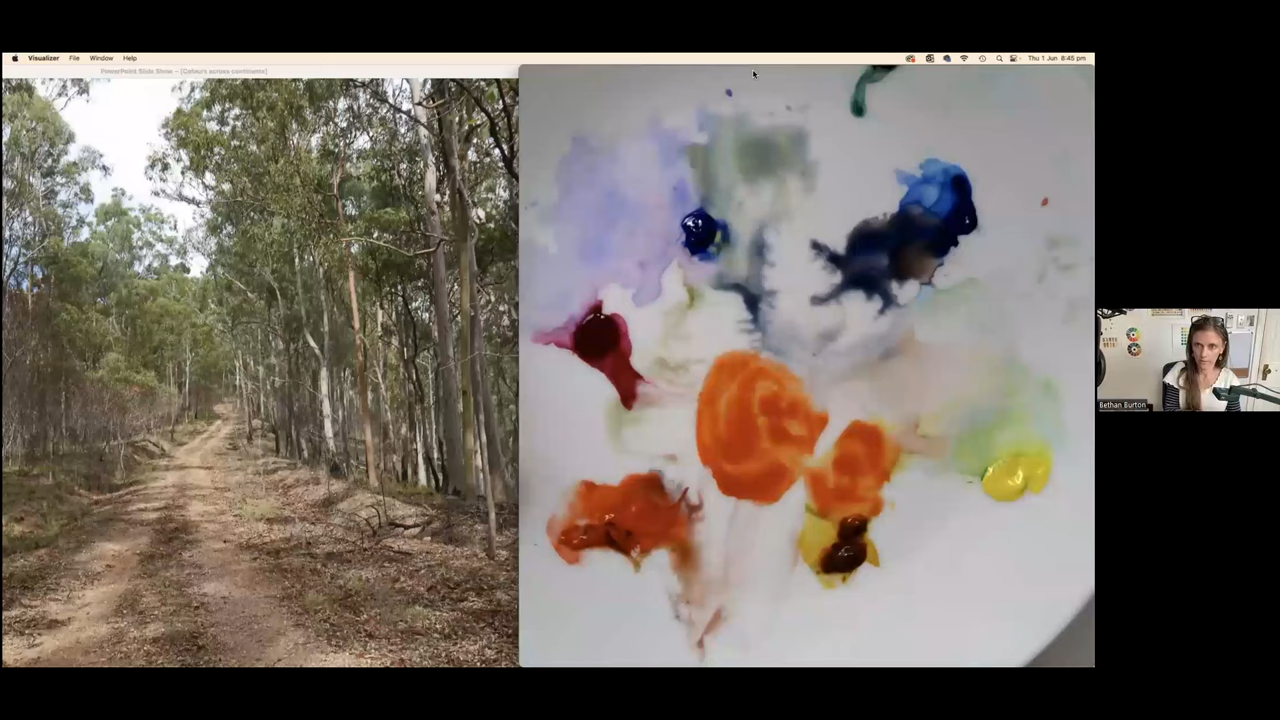 Visualizer File Window Help
Thu 1 Jun 8:45 pm
PowerPoint Slide Show - [Colours across continents]
Bethan Burton